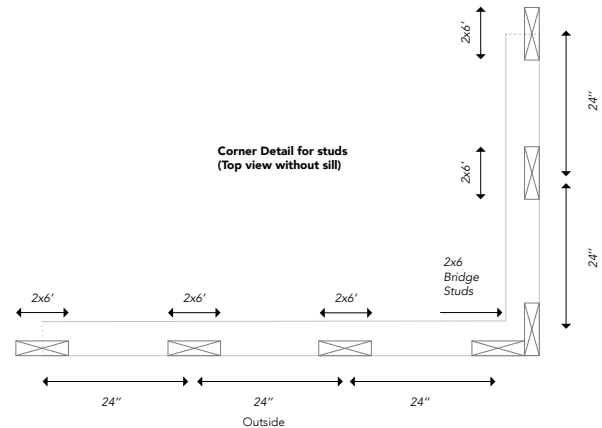 2x6'
24"
Corner Detail for studs
(Top view without sill)
2x6'
24"
2x6
Bridge
Studs
2x6' 2x6' 2x6'
24" 24" 24"
Outside